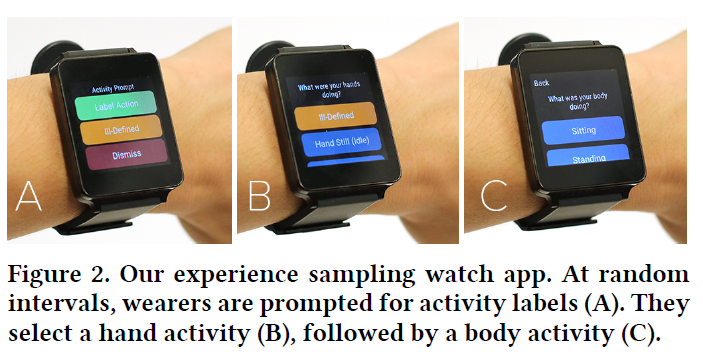 Activity Prompt
Label Action
Ill-Defined
Dismiss
A
What were your hands
doing?
Ill-Defined
Hand Still (idle)
B
Back
What was your body
doing?
Sitting
Standing
C
Figure 2. Our experience sampling watch app. At random
intervals, wearers are prompted for activity labels (A). They
select a hand activity (B), followed by a body activity (C).